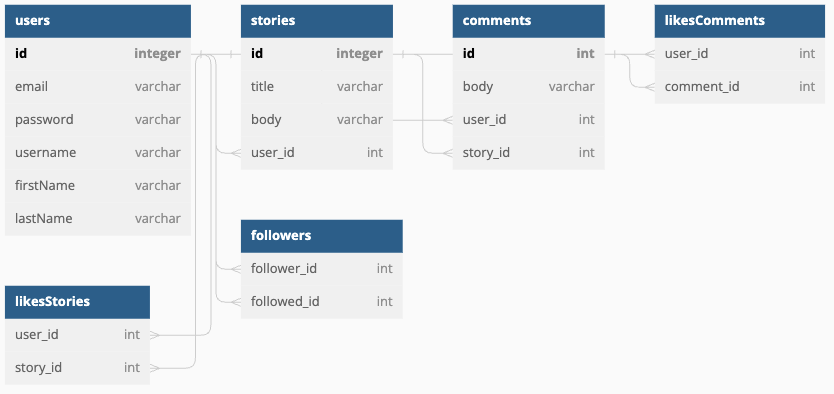 users
id integer
email varchar
password varchar
username varchar
firstName varchar
lastName varchar
stories
id integer
title varchar
body varchar
user_id int
comments
id int
body varchar
user_id int
story_id int
likesComments
user_id int
comment_id int
followers
follower_id int
followed_id int
likesStories
user_id int
story_id int